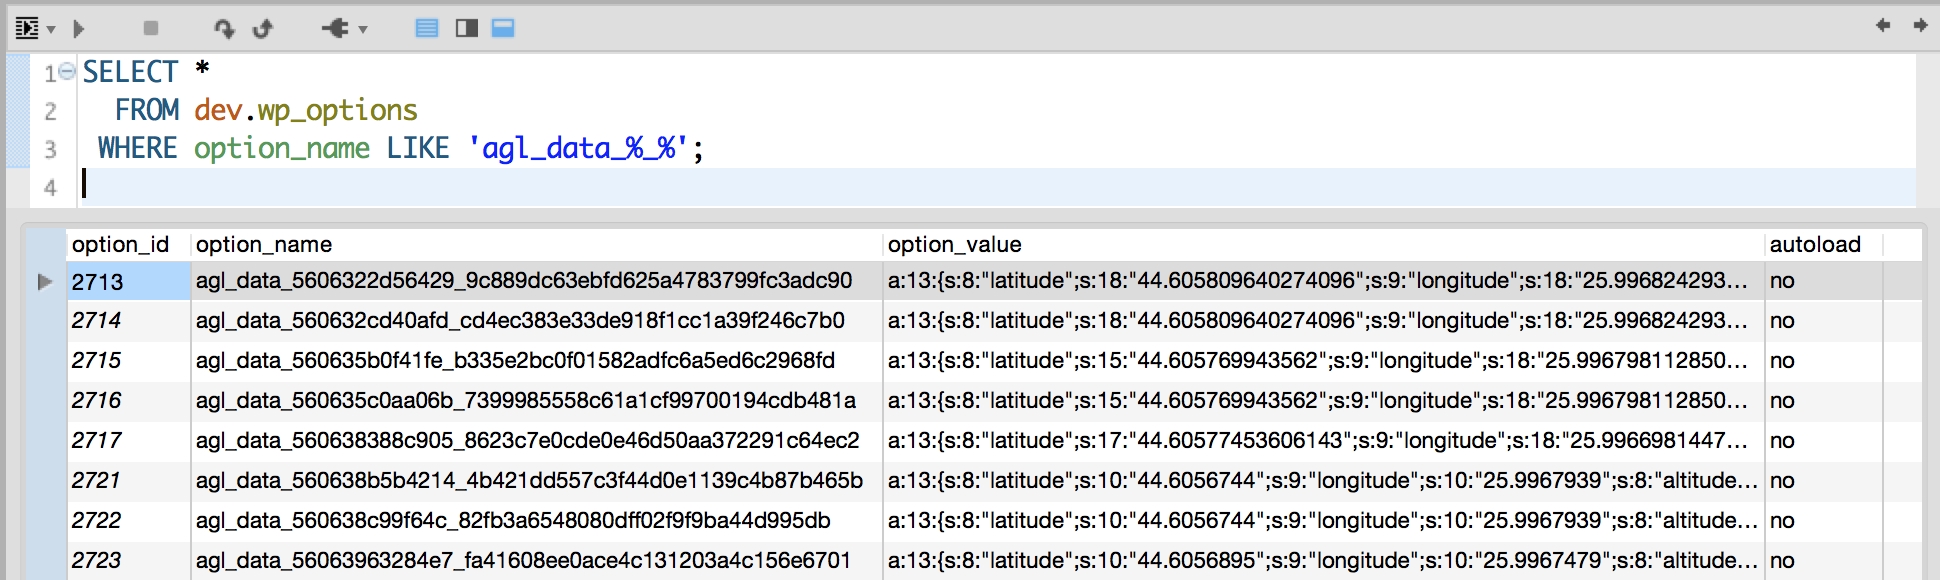 1 SELECT *
2 FROM dev.wp_options
3 WHERE option_name LIKE 'agl_data_%_%';
4
option_id option_name option_value autoload
2713 agl_data_5606322d56429_9c889dc63ebfd625a4783799fc3adc90 a:13:{s:8:"latitude";s:18:"44.605809640274096";s:9:"longitude";s:18:"25.996824293... no
2714 agl_data_560632cd40afd_cd4ec383e33de918f1cc1a39f246c7b0 a:13:{s:8:"latitude";s:18:"44.605809640274096";s:9:"longitude";s:18:"25.996824293... no
2715 agl_data_560635b0f41fe_b335e2bc0f01582adfc6a5ed6c2968fd a:13:{s:8:"latitude";s:15:"44.605769943562";s:9:"longitude";s:18:"25.996798112850... no
2716 agl_data_560635c0aa06b_7399985558c61a1cf99700194cdb481a a:13:{s:8:"latitude";s:15:"44.605769943562";s:9:"longitude";s:18:"25.996798112850... no
2717 agl_data_560638388c905_8623c7e0cde0e46d50aa372291c64ec2 a:13:{s:8:"latitude";s:17:"44.60577453606143";s:9:"longitude";s:18:"25.9966981447... no
2721 agl_data_560638b5b4214_4b421dd557c3f44d0e1139c4b87b465b a:13:{s:8:"latitude";s:10:"44.6056744";s:9:"longitude";s:10:"25.9967939";s:8:"altitude... no
2722 agl_data_560638c99f64c_82fb3a6548080dff02f9f9ba44d995db a:13:{s:8:"latitude";s:10:"44.6056744";s:9:"longitude";s:10:"25.9967939";s:8:"altitude... no
2723 agl_data_56063963284e7_fa41608ee0ace4c131203a4c156e6701 a:13:{s:8:"latitude";s:10:"44.6056895";s:9:"longitude";s:10:"25.9967479";s:8:"altitude... no